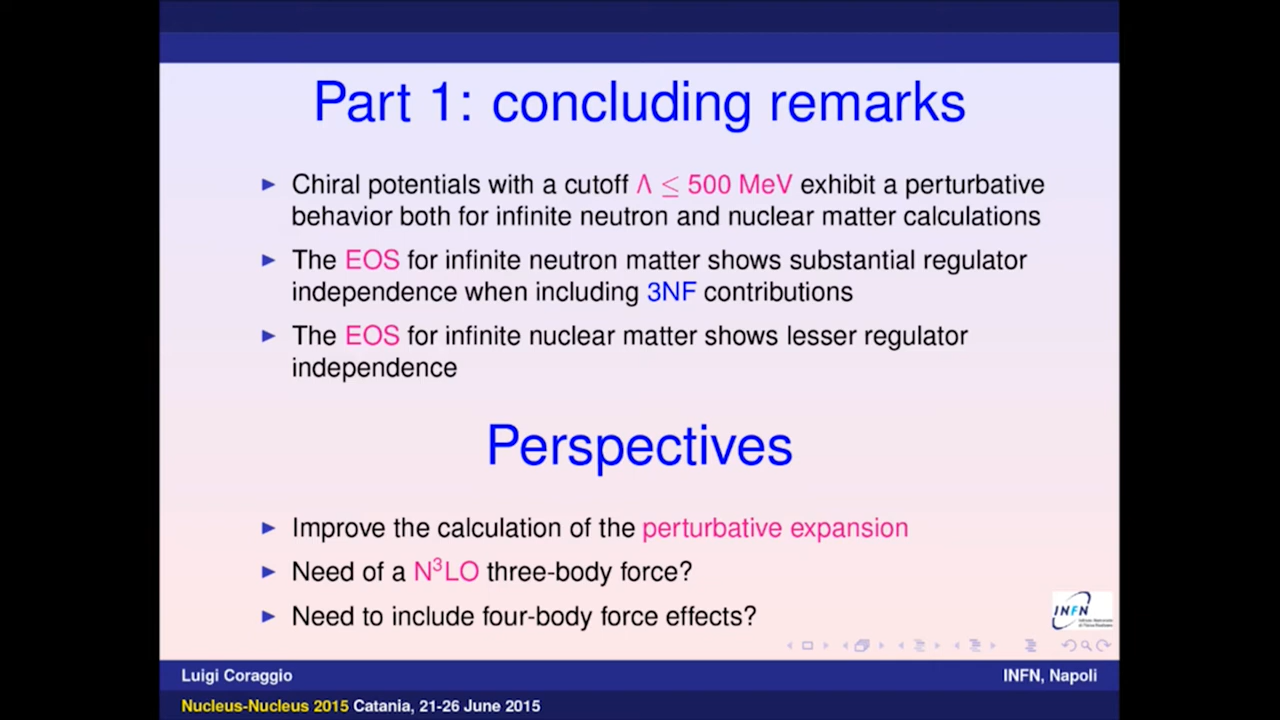 Part 1: concluding remarks
Chiral potentials with a cutoff Λ ≤ 500 MeV exhibit a perturbative
behavior both for infinite neutron and nuclear matter calculations
The EOS for infinite neutron matter shows substantial regulator
independence when including 3NF contributions
The EOS for infinite nuclear matter shows lesser regulator
independence
Perspectives
Improve the calculation of the perturbative expansion
Need of a N³LO three-body force?
Need to include four-body force effects?
INFN
Luigi Coraggio
INFN, Napoli
Nucleus-Nucleus 2015 Catania, 21-26 June 2015